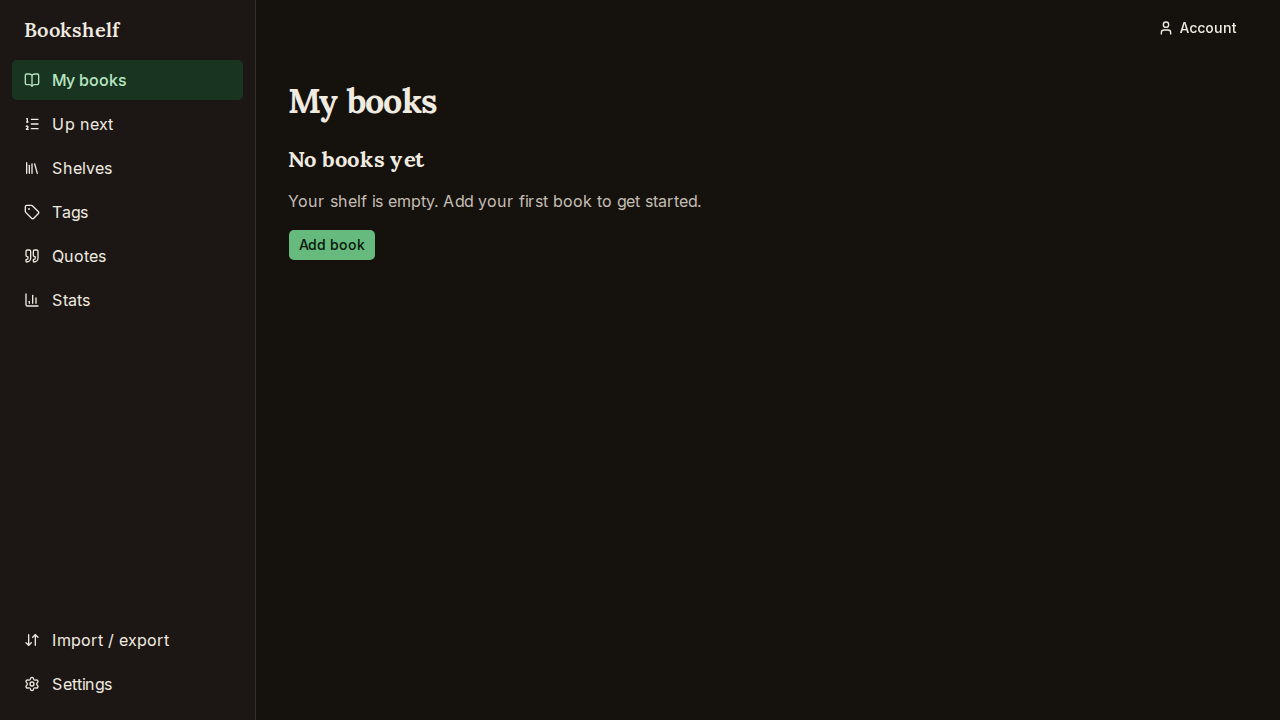 Bookshelf
My books
Up next
Shelves
Tags
Quotes
Stats
Import / export
Settings
Account
My books
No books yet
Your shelf is empty. Add your first book to get started.
Add book